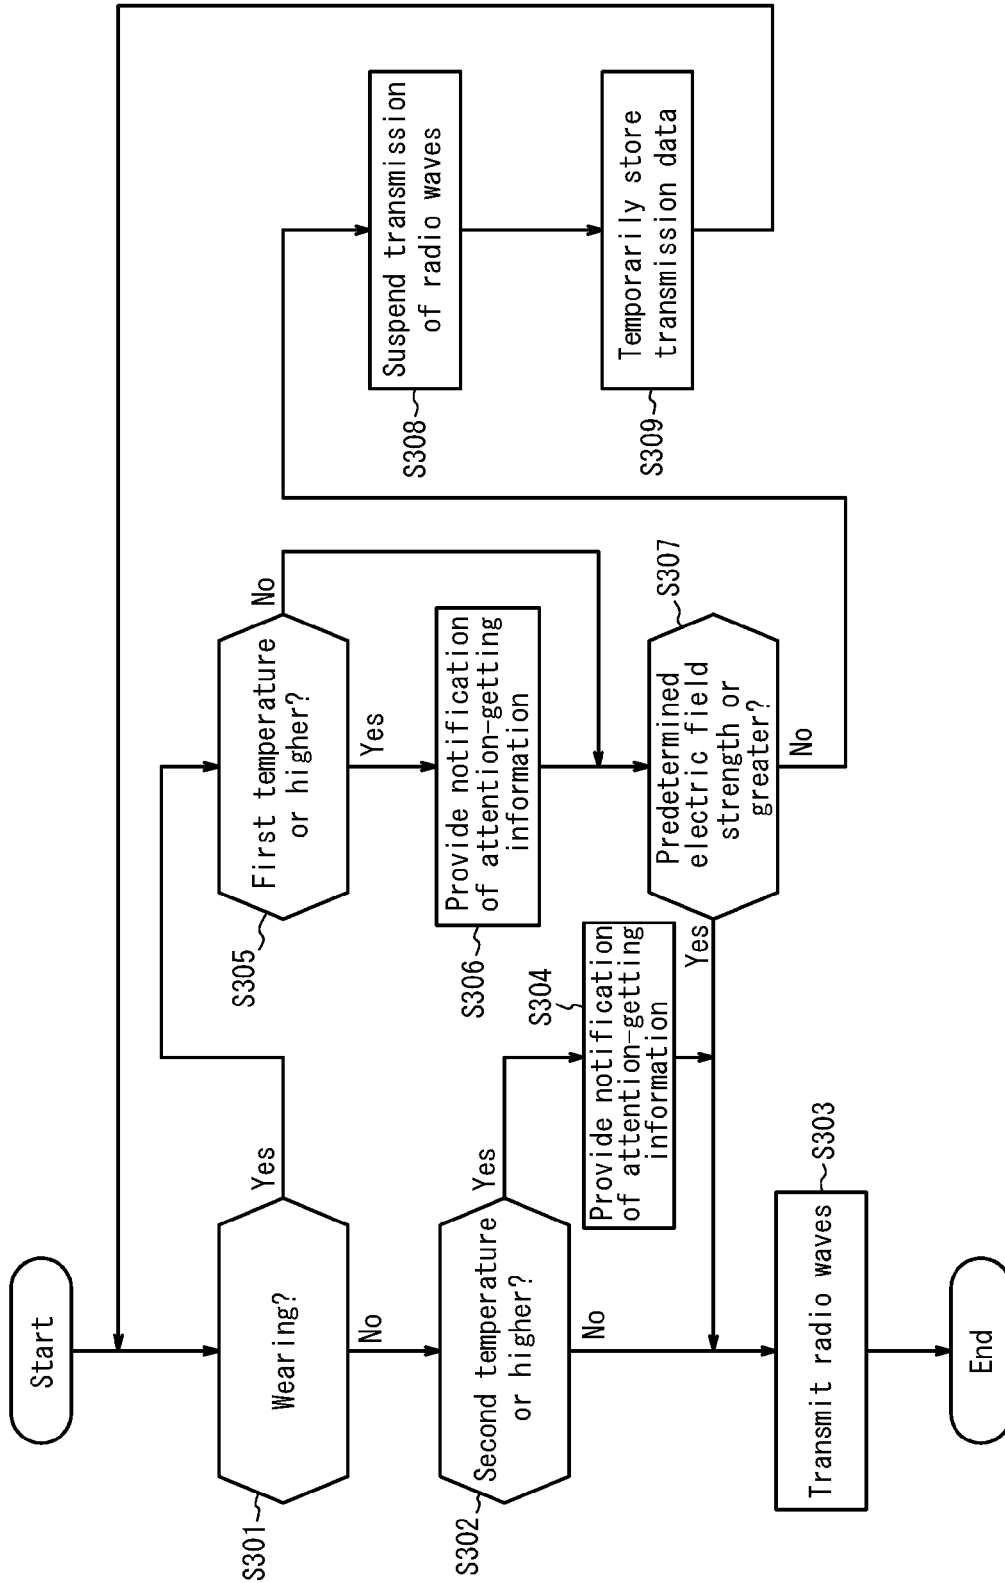 Start
S301
Wearing?
Yes
No
S302
Second temperature
or higher?
Yes
No
S304
Provide notification
of attention-getting
information
S303
Transmit radio waves
End
S305
First temperature
or higher?
No
Yes
S306
Provide notification
of attention-getting
information
S307
Predetermined
electric field
strength or
greater?
Yes
No
S308
Suspend transmission
of radio waves
S309
Temporarily store
transmission data